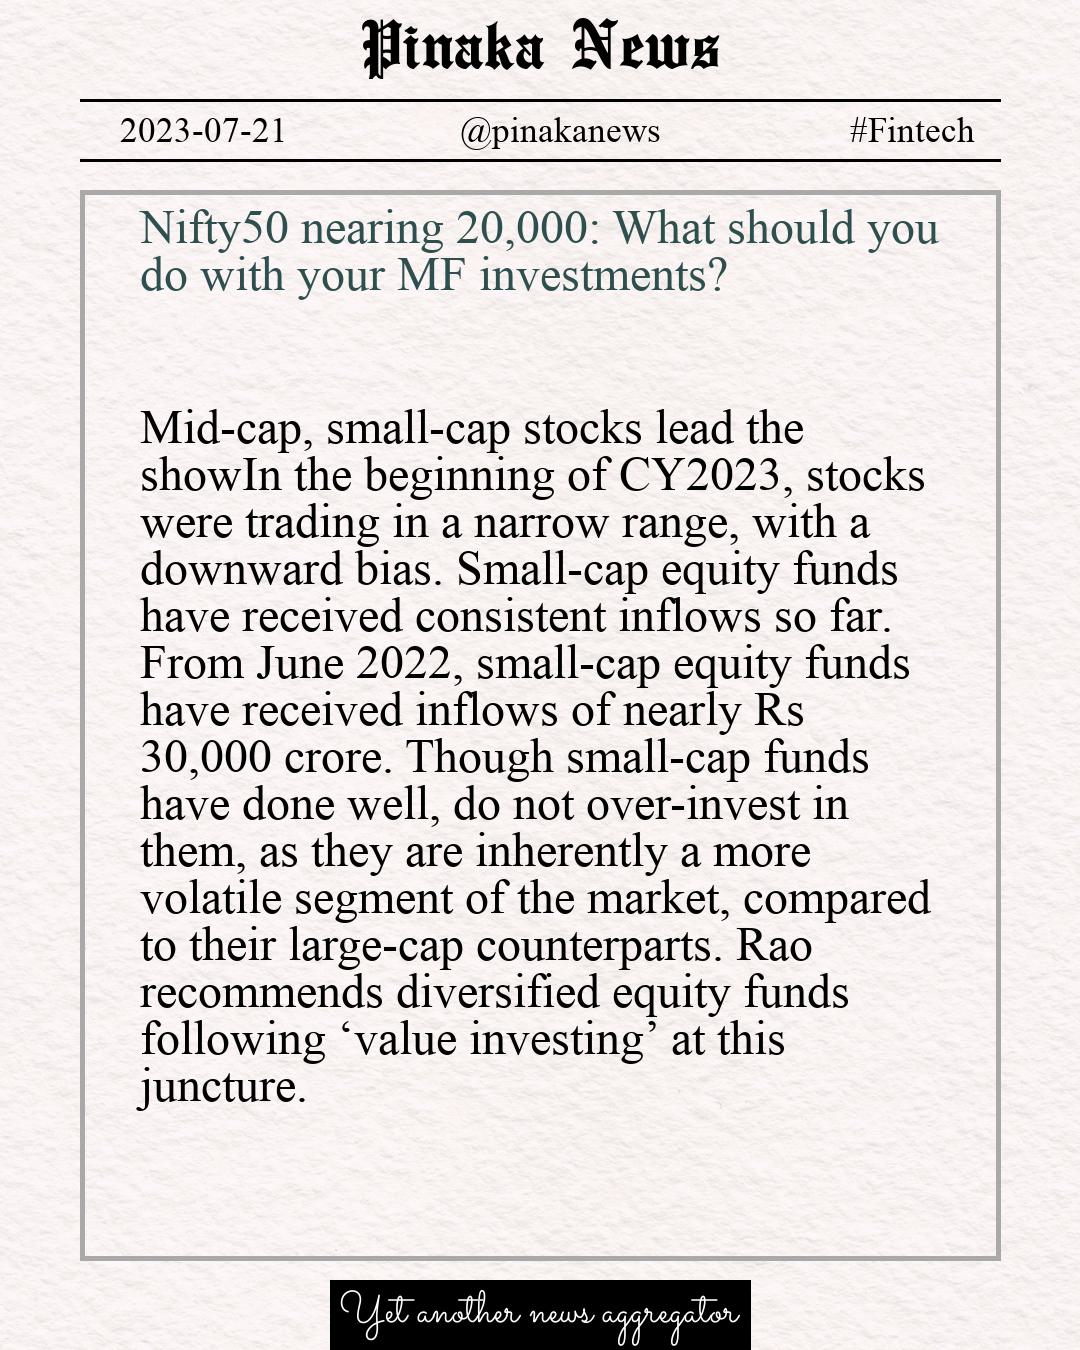 Pinaka News
2023-07-21 @pinakanews #Fintech
Nifty50 nearing 20,000: What should you
do with your MF investments?
Mid-cap, small-cap stocks lead the
showIn the beginning of CY2023, stocks
were trading in a narrow range, with a
downward bias. Small-cap equity funds
have received consistent inflows so far.
From June 2022, small-cap equity funds
have received inflows of nearly Rs
30,000 crore. Though small-cap funds
have done well, do not over-invest in
them, as they are inherently a more
volatile segment of the market, compared
to their large-cap counterparts. Rao
recommends diversified equity funds
following ‘value investing’ at this
juncture.
Yet another news aggregator